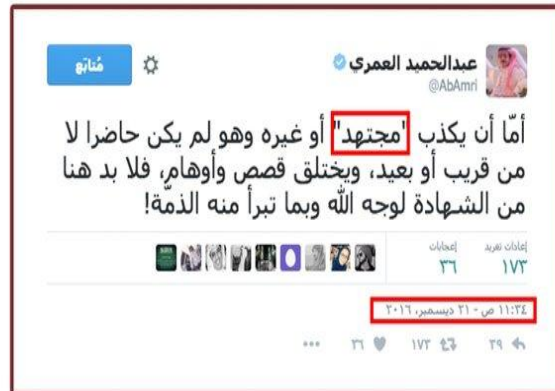 عبدالحميد العمري
@AbAmri
مُتابَع
أمّا أن يكذب "مجتهد" أو غيره وهو لم يكن حاضرا لا
من قريب أو بعيد، ويختلق قصص وأوهام، فلا بد هنا
من الشهادة لوجه الله وبما تبرأ منه الذمّة!
إعادات تغريد إعجابات
١٧٣ ٣٦
١١:٣٤ ص - ٢١ ديسمبر، ٢٠١٦
٢٩ ١٧٣ ٣٦